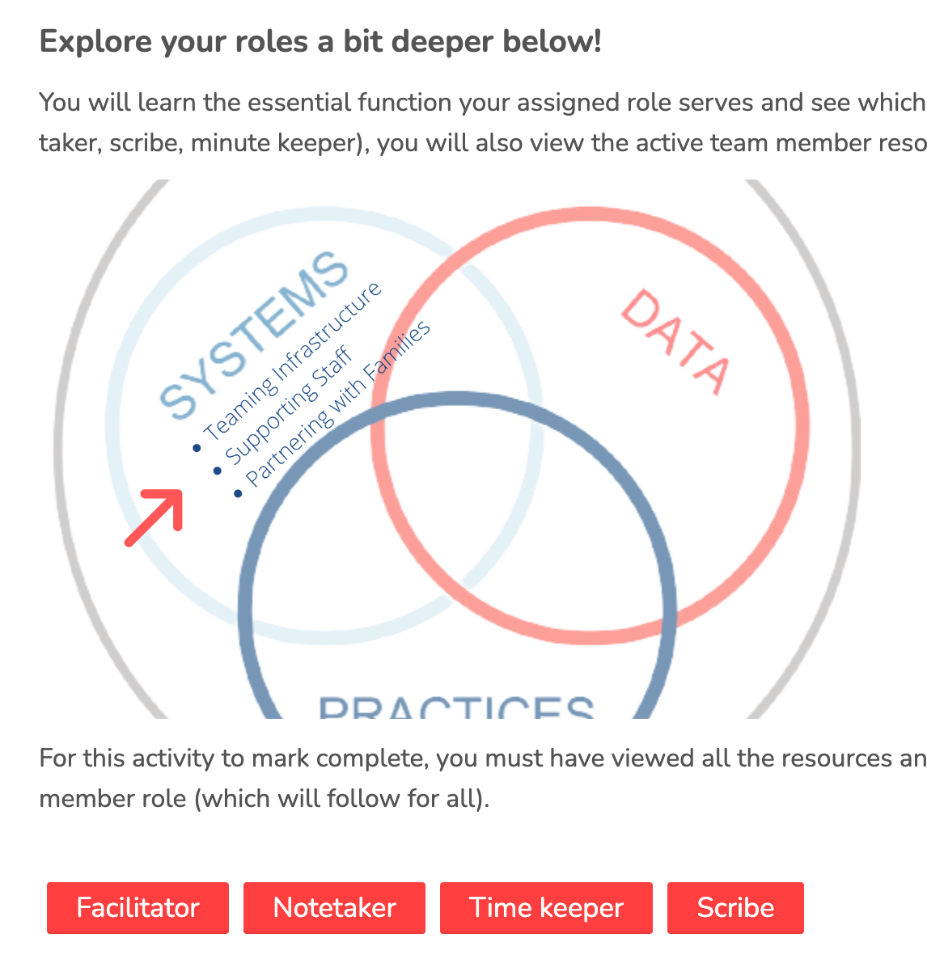 Explore your roles a bit deeper below!
You will learn the essential function your assigned role serves and see which
taker, scribe, minute keeper), you will also view the active team member reso
SYSTEMS
• Teaming Infrastructure
• Supporting Staff
• Partnering with Families
DATA
PRACTICES
For this activity to mark complete, you must have viewed all the resources an
member role (which will follow for all).
Facilitator
Notetaker
Time keeper
Scribe